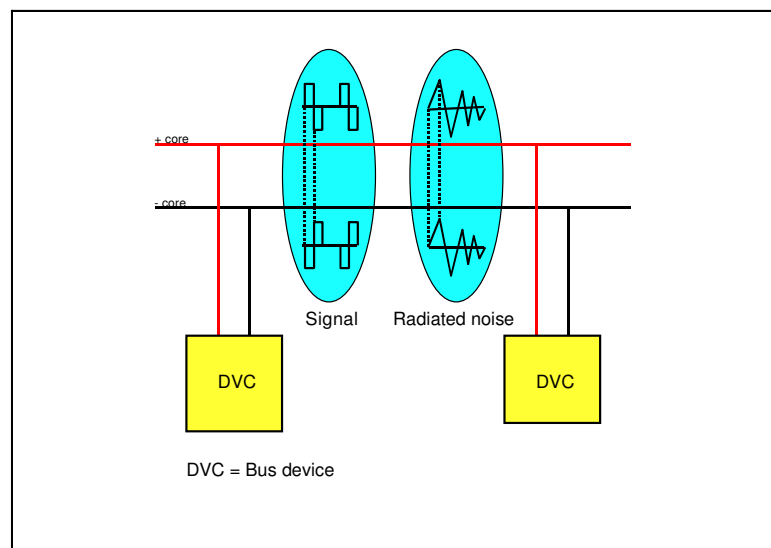 + core
- core
Signal
Radiated noise
DVC
DVC
DVC = Bus device